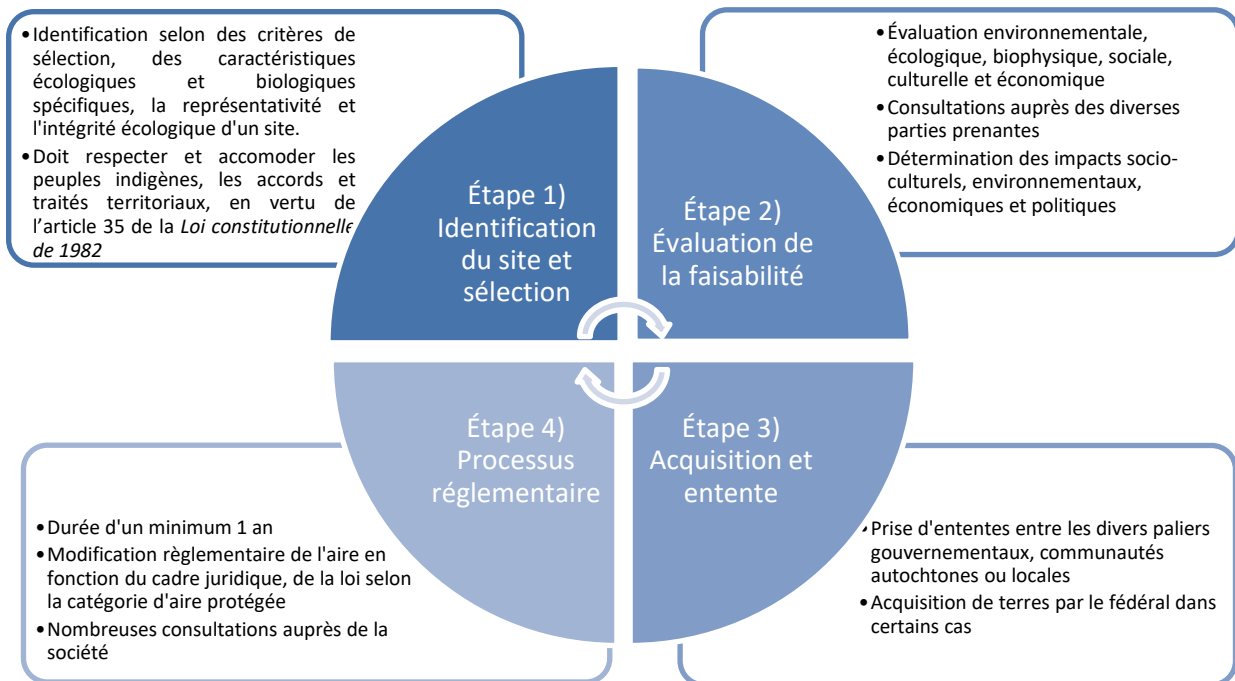 •Identification selon des critères de
sélection, des caractéristiques
écologiques et biologiques
spécifiques, la représentativité et
l'intégrité écologique d'un site.
•Doit respecter et accomoder les
peuples indigènes, les accords et
traités territoriaux, en vertu de
l’article 35 de la Loi constitutionnelle
de 1982
•Évaluation environnementale,
écologique, biophysique, sociale,
culturelle et économique
•Consultations auprès des diverses
parties prenantes
•Détermination des impacts socio-
culturels, environnementaux,
économiques et politiques
Étape 1)
Identification
du site et
sélection
Étape 2)
Évaluation de
la faisabilité
Étape 4)
Processus
réglementaire
Étape 3)
Acquisition et
entente
•Durée d'un minimum 1 an
•Modification règlementaire de l'aire en
fonction du cadre juridique, de la loi selon
la catégorie d'aire protégée
•Nombreuses consultations auprès de la
société
•Prise d'ententes entre les divers paliers
gouvernementaux, communautés
autochtones ou locales
•Acquisition de terres par le fédéral dans
certains cas